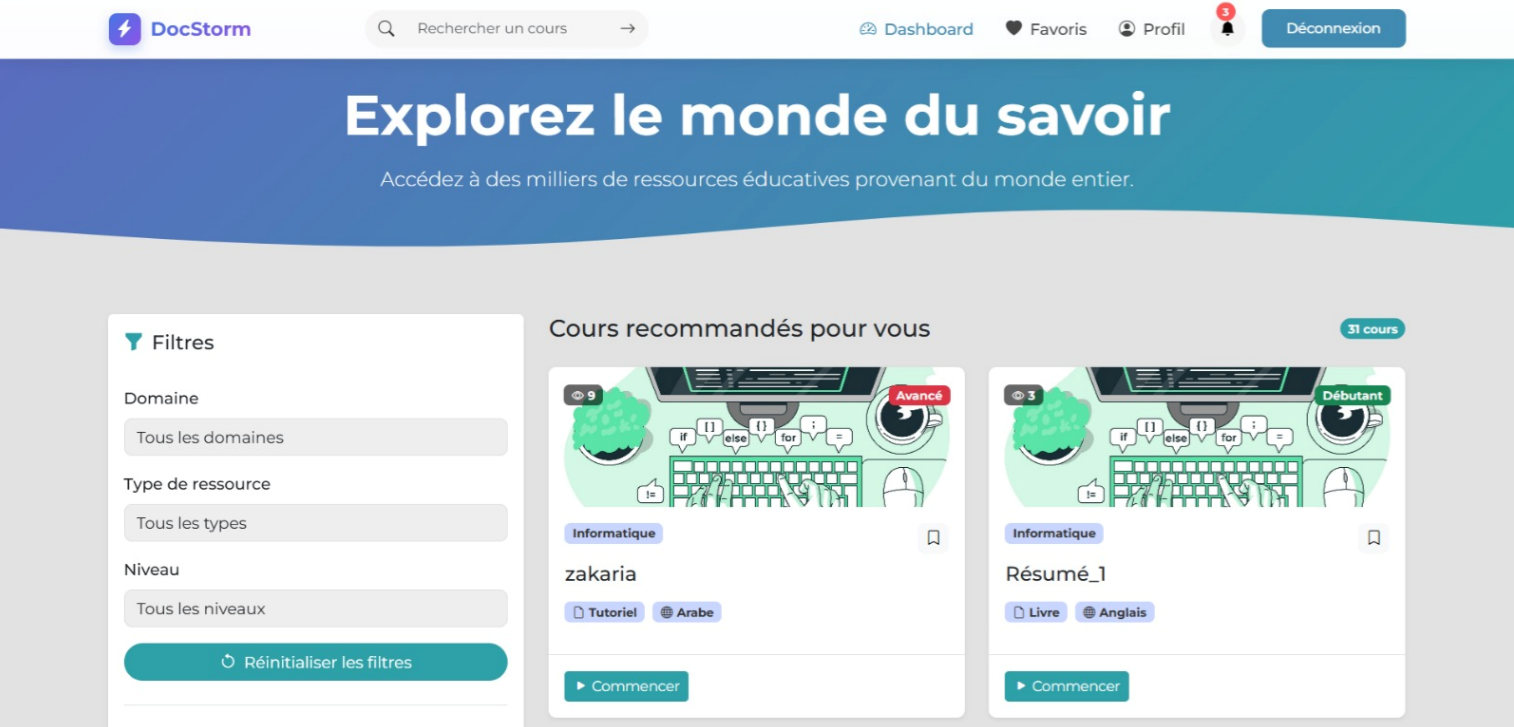 DocStorm
Rechercher un cours →
Dashboard
Favoris
Profil
3
Déconnexion
Explorez le monde du savoir
Accédez à des milliers de ressources éducatives provenant du monde entier.
Filtres
Domaine
Tous les domaines
Type de ressource
Tous les types
Niveau
Tous les niveaux
Réinitialiser les filtres
Cours recommandés pour vous
31 cours
9
Avancé
if [] else {} for ; =
!=
Informatique
zakaria
Tutoriel Arabe
Commencer
3
Débutant
if [] else {} for ; =
!=
Informatique
Résumé_1
Livre Anglais
Commencer